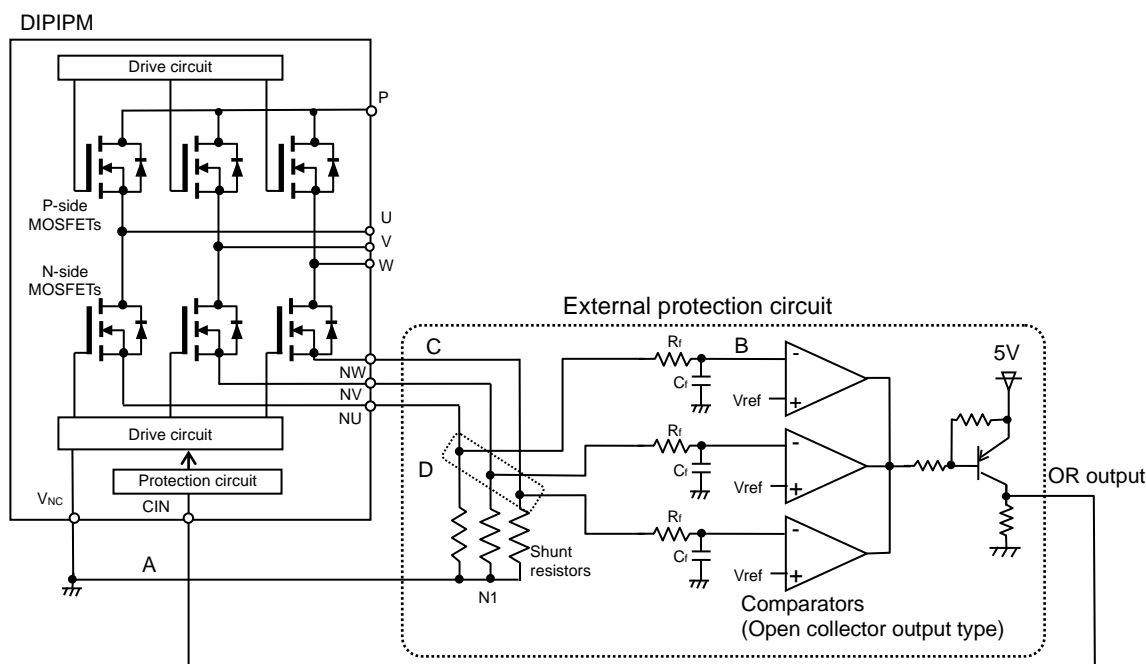 DIPIPM
Drive circuit
P
P-side
MOSFETs
U
V
W
N-side
MOSFETs
External protection circuit
C
Rf
B
-
5V
NW
Cf
Vref
+
NV
NU
Drive circuit
Rf
-
D
Cf
OR output
Protection circuit
Vref
+
VNC
CIN
Rf
-
A
Shunt
resistors
Cf
Vref
+
N1
Comparators
(Open collector output type)